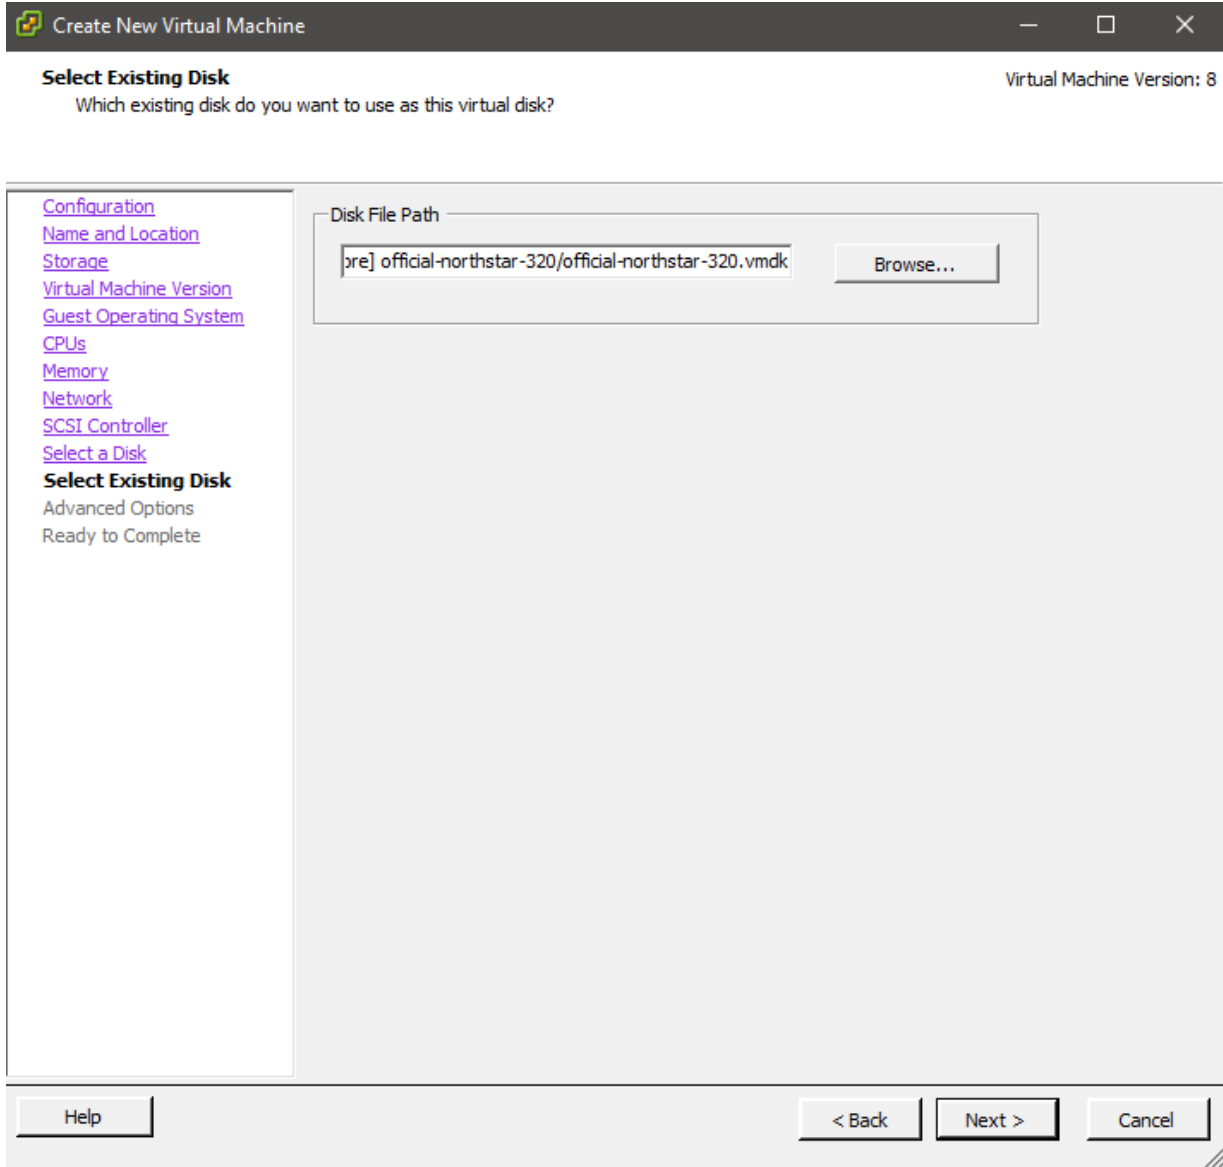 Create New Virtual Machine
Select Existing Disk
Which existing disk do you want to use as this virtual disk?
Virtual Machine Version: 8
Configuration
Name and Location
Storage
Virtual Machine Version
Guest Operating System
CPUs
Memory
Network
SCSI Controller
Select a Disk
Select Existing Disk
Advanced Options
Ready to Complete
Disk File Path
ore] official-northstar-320/official-northstar-320.vmdk
Browse...
Help
< Back
Next >
Cancel